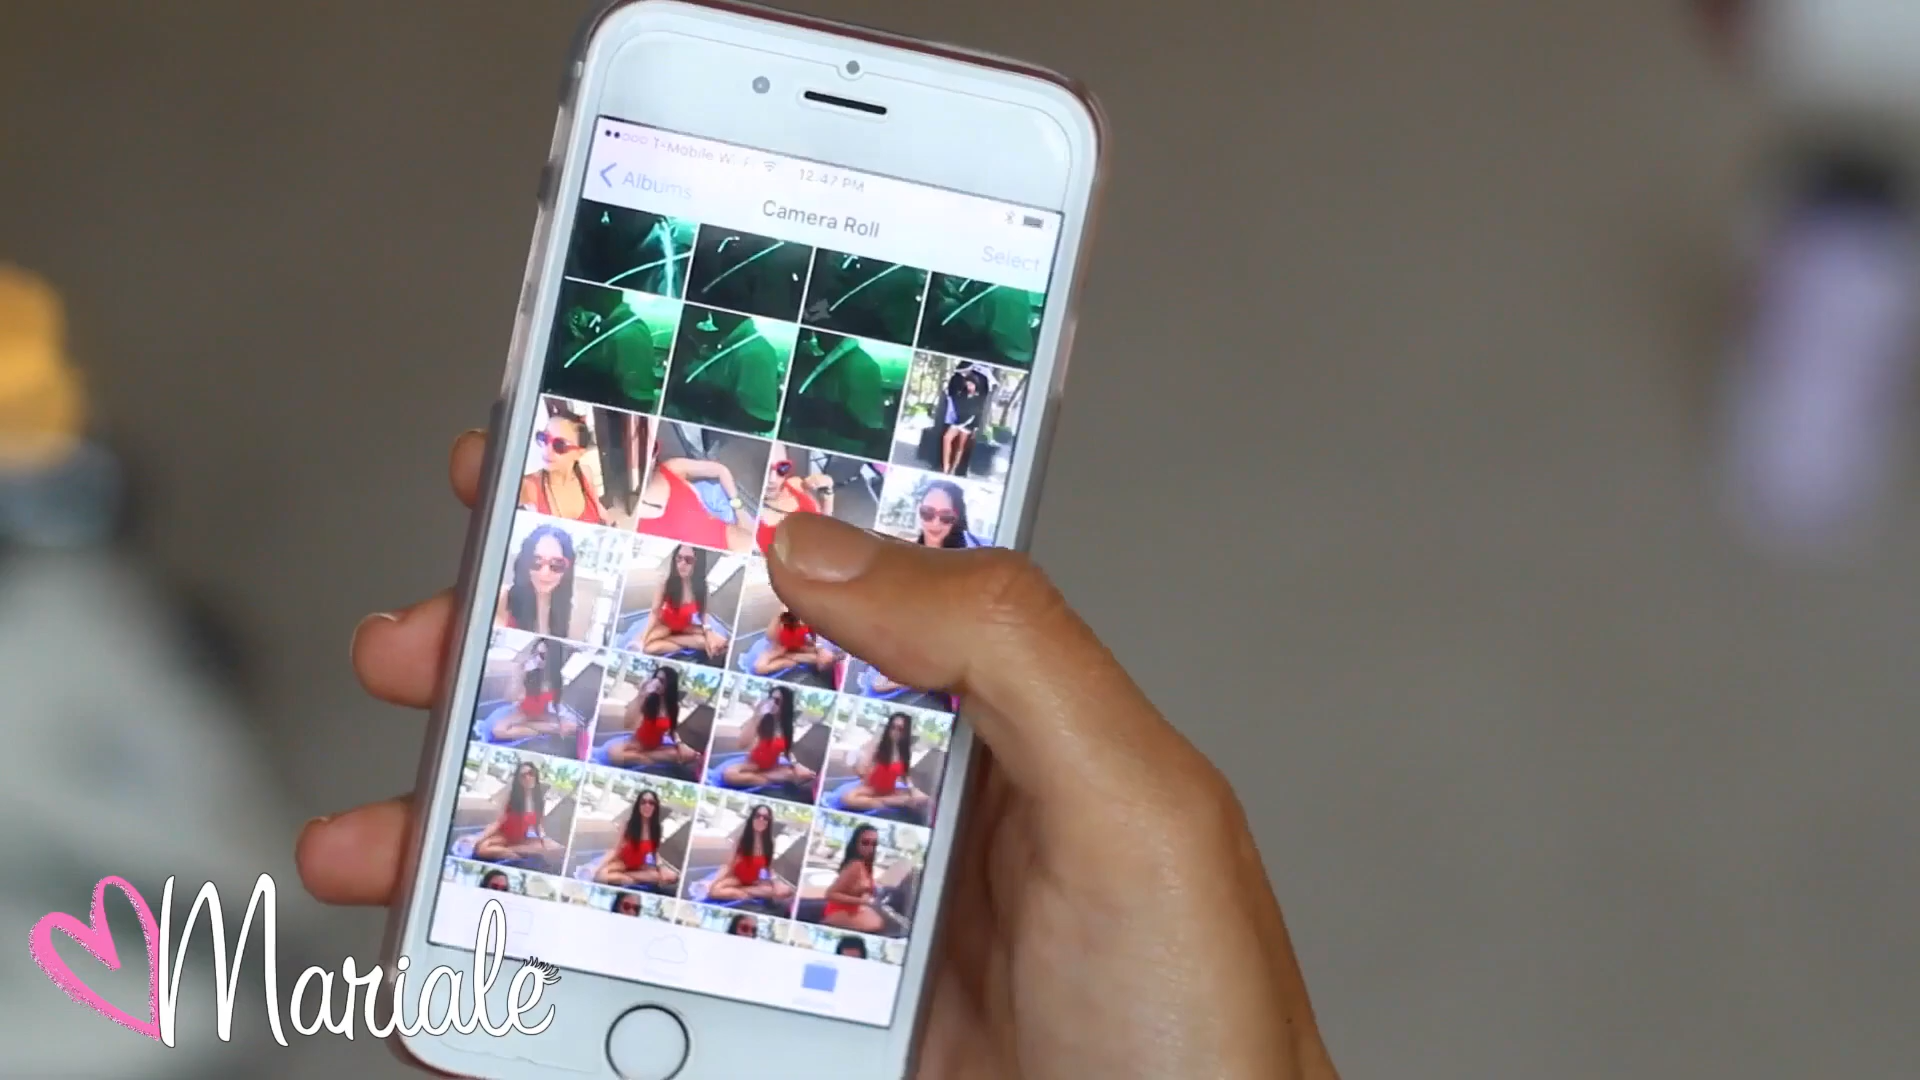 T-Mobile Wi-Fi 12:47 PM
Albums
Camera Roll
Select
Mariale